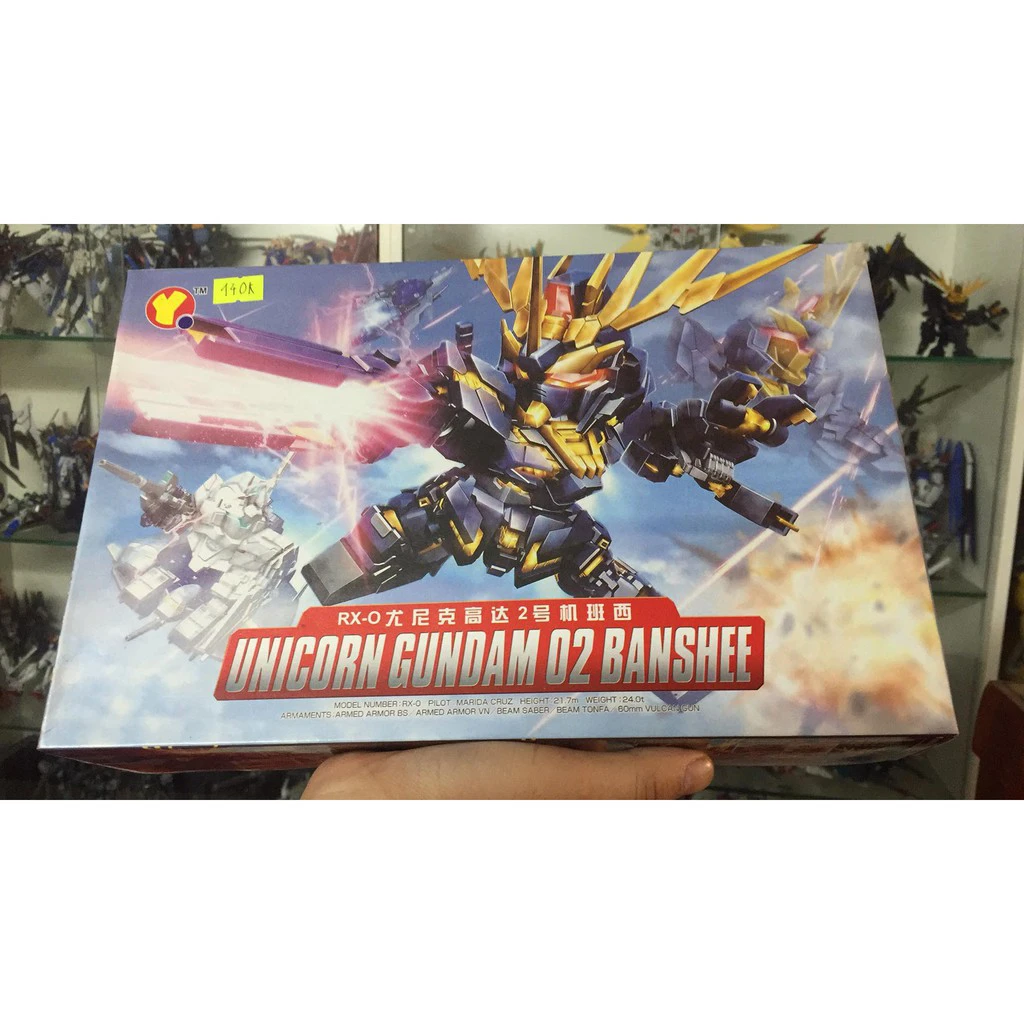 Y TM 140K
RX-0 尤尼克高达2号机班西
UNICORN GUNDAM 02 BANSHEE
MODEL NUMBER: RX-0 PILOT MARIDA CRUZ HEIGHT: 21.7m WEIGHT: 24.0t
ARMAMENTS: ARMED ARMOR BS / ARMED ARMOR VN / BEAM SABER / BEAM TONFA / 60mm VULCAN GUN